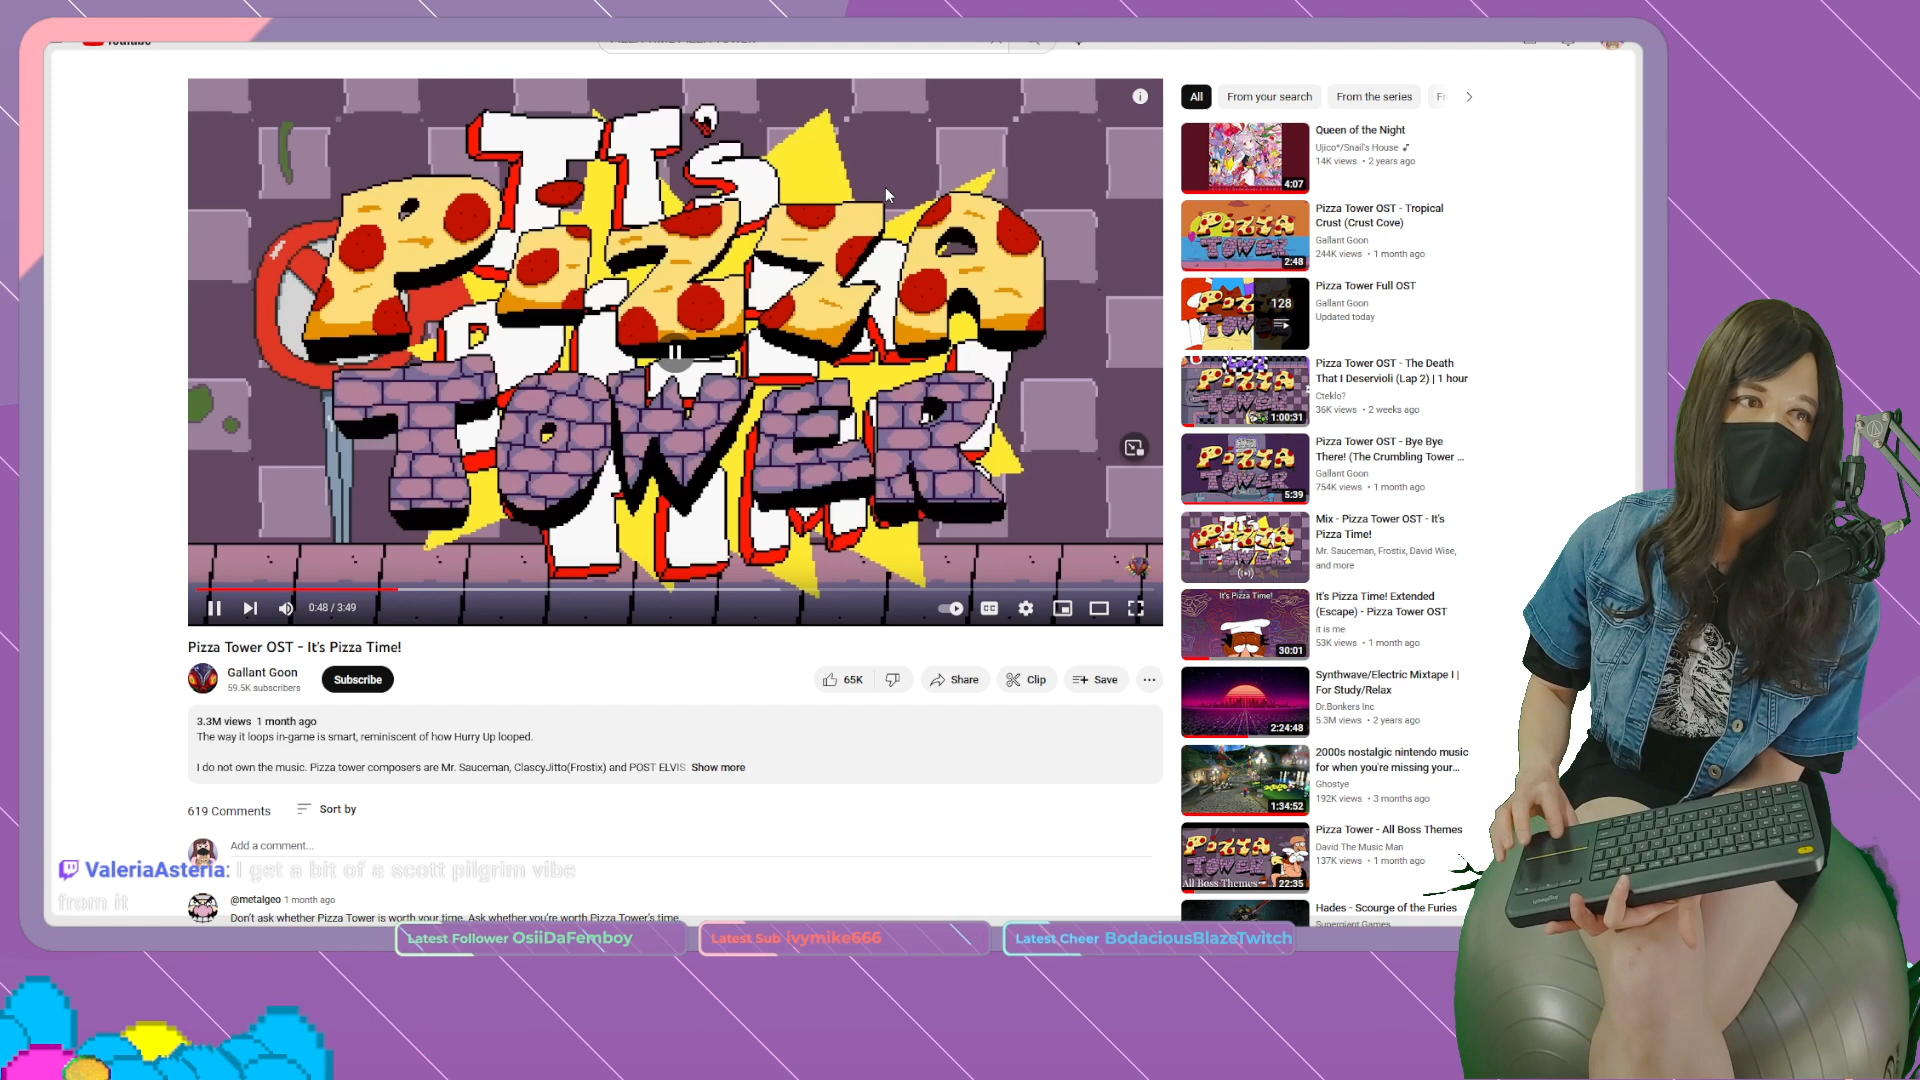 YouTube
IT's
PIZZA
TOWER
0:48 / 3:49
CC
Pizza Tower OST - It's Pizza Time!
Gallant Goon
59.5K subscribers
Subscribe
65K
Share
Clip
Save
3.3M views 1 month ago
The way it loops in-game is smart, reminiscent of how Hurry Up looped.
I do not own the music. Pizza tower composers are Mr. Sauceman, ClascyJitto(Frostix) and POST ELVIS. Show more
619 Comments
Sort by
Add a comment...
ValeriaAsteria: I get a bit of a scott pilgrim vibe
from it
@metalgeo 1 month ago
Don't ask whether Pizza Tower is worth your time. Ask whether you're worth Pizza Tower's time.
All
From your search
From the series
Queen of the Night
Ujico*/Snail's House
14K views • 2 years ago
4:07
Pizza Tower OST - Tropical
Crust (Crust Cove)
Gallant Goon
244K views • 1 month ago
PIZZA
TOWER
2:48
Pizza Tower Full OST
Gallant Goon
Updated today
128
Pizza Tower OST - The Death
That I Deservioli (Lap 2) | 1 hour
Cteklo?
36K views • 2 weeks ago
PIZZA
TOWER
1:00:31
Pizza Tower OST - Bye Bye
There! (The Crumbling Tower ...
Gallant Goon
754K views • 1 month ago
PIZZA
TOWER
5:39
Mix - Pizza Tower OST - It's
Pizza Time!
Mr. Sauceman, Frostix, David Wise,
and more
IT's
PIZZA
TOWER
It's Pizza Time! Extended
(Escape) - Pizza Tower OST
it is me
53K views • 1 month ago
It's Pizza Time!
30:01
Synthwave/Electric Mixtape I |
For Study/Relax
Dr.Bonkers Inc
5.3M views • 2 years ago
2:24:48
2000s nostalgic nintendo music
for when you're missing your...
Ghostye
192K views • 3 months ago
1:34:52
Pizza Tower - All Boss Themes
David The Music Man
137K views • 1 month ago
PIZZA
TOWER
All Boss Themes
22:35
Hades - Scourge of the Furies
Supergiant Games
Latest Follower OsiiDaFemboy
Latest Sub ivymike666
Latest Cheer BodaciousBlazeTwitch